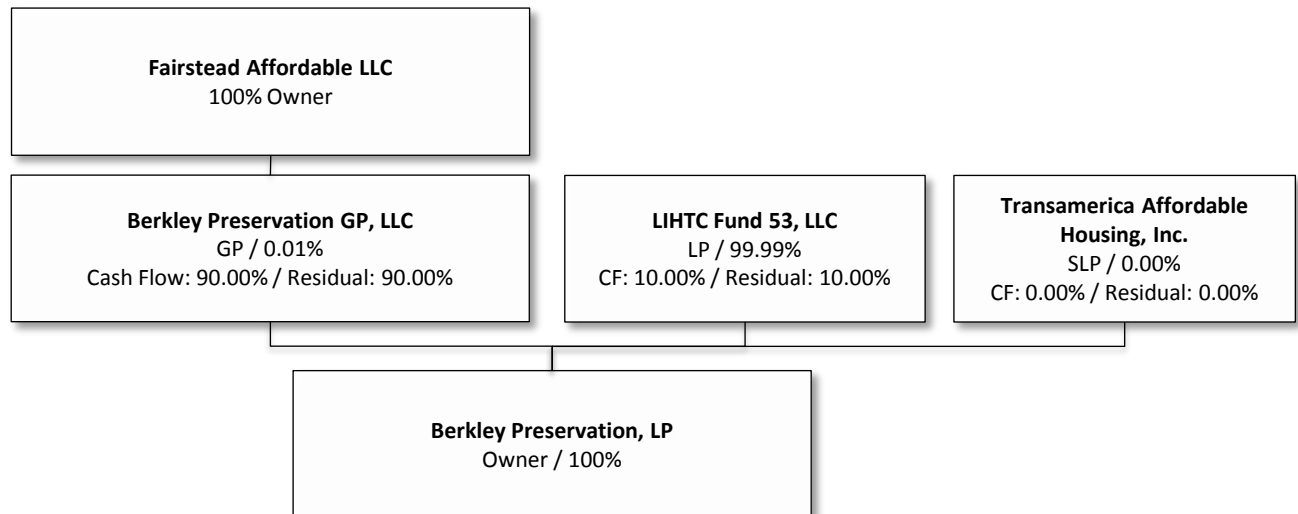 Fairstead Affordable LLC
100% Owner
Berkley Preservation GP, LLC
GP / 0.01%
Cash Flow: 90.00% / Residual: 90.00%
LIHTC Fund 53, LLC
LP / 99.99%
CF: 10.00% / Residual: 10.00%
Transamerica Affordable
Housing, Inc.
SLP / 0.00%
CF: 0.00% / Residual: 0.00%
Berkley Preservation, LP
Owner / 100%